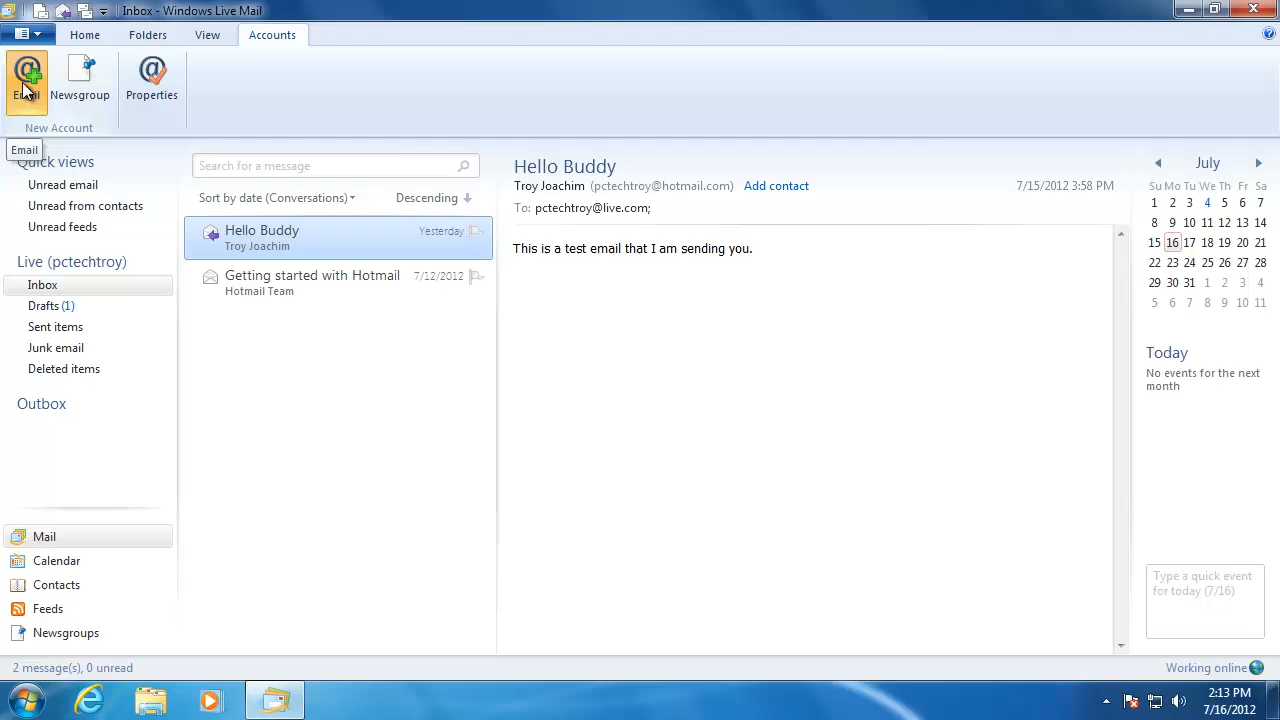 Inbox - Windows Live Mail
Home Folders View Accounts
Email Newsgroup Properties
New Account
Email
Quick views
Unread email
Unread from contacts
Unread feeds
Live (pctechtroy)
Inbox
Drafts (1)
Sent items
Junk email
Deleted items
Outbox
Mail
Calendar
Contacts
Feeds
Newsgroups
Search for a message
Sort by date (Conversations) Descending
Hello Buddy Yesterday
Troy Joachim
Getting started with Hotmail 7/12/2012
Hotmail Team
Hello Buddy
Troy Joachim (pctechtroy@hotmail.com) Add contact 7/15/2012 3:58 PM
To: pctechtroy@live.com;
This is a test email that I am sending you.
July
Su Mo Tu We Th Fr Sa
1 2 3 4 5 6 7
8 9 10 11 12 13 14
15 16 17 18 19 20 21
22 23 24 25 26 27 28
29 30 31 1 2 3 4
5 6 7 8 9 10 11
Today
No events for the next
month
Type a quick event
for today (7/16)
2 message(s), 0 unread
Working online
2:13 PM
7/16/2012